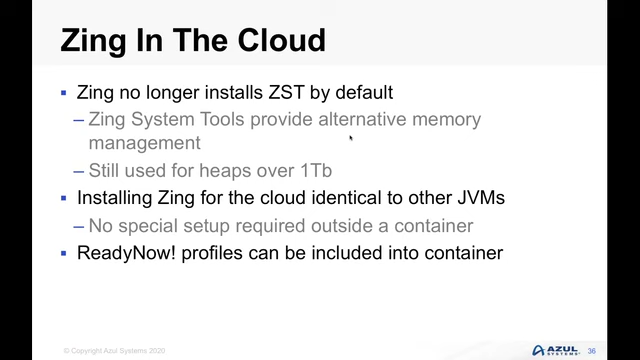 Zing In The Cloud
▪ Zing no longer installs ZST by default
– Zing System Tools provide alternative memory
management
– Still used for heaps over 1Tb
▪ Installing Zing for the cloud identical to other JVMs
– No special setup required outside a container
▪ ReadyNow! profiles can be included into container
© Copyright Azul Systems 2020
AZUL
SYSTEMS
36